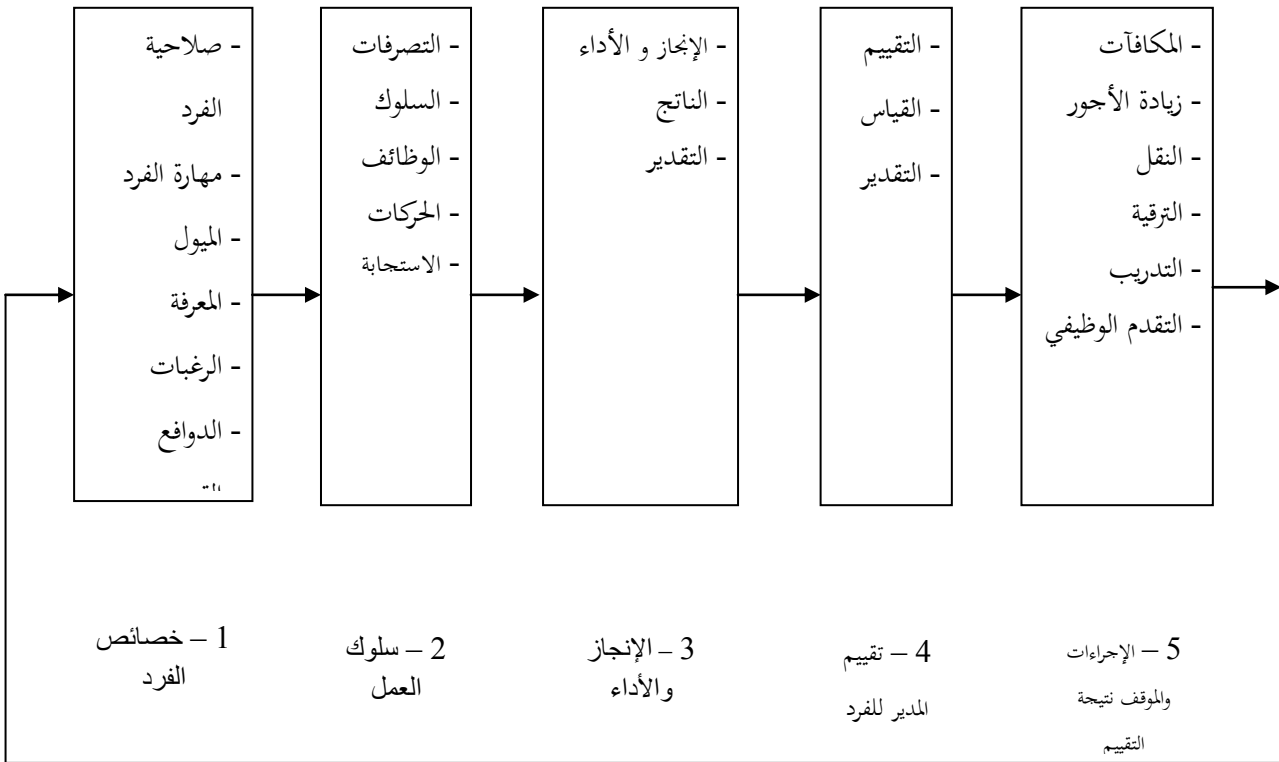 - صلاحية
الفرد
- مهارة الفرد
- الميول
- المعرفة
- الرغبات
- الدوافع
- التصرفات
- السلوك
- الوظائف
- الحركات
- الاستجابة
- الإنجاز و الأداء
- الناتج
- التقدير
- التقييم
- القياس
- التقدير
- المكافآت
- زيادة الأجور
- النقل
- الترقية
- التدريب
- التقدم الوظيفي
1 – خصائص
الفرد
2 – سلوك
العمل
3 – الإنجاز
والأداء
4 – تقييم
المدير للفرد
5 – الإجراءات
والموقف نتيجة
التقييم